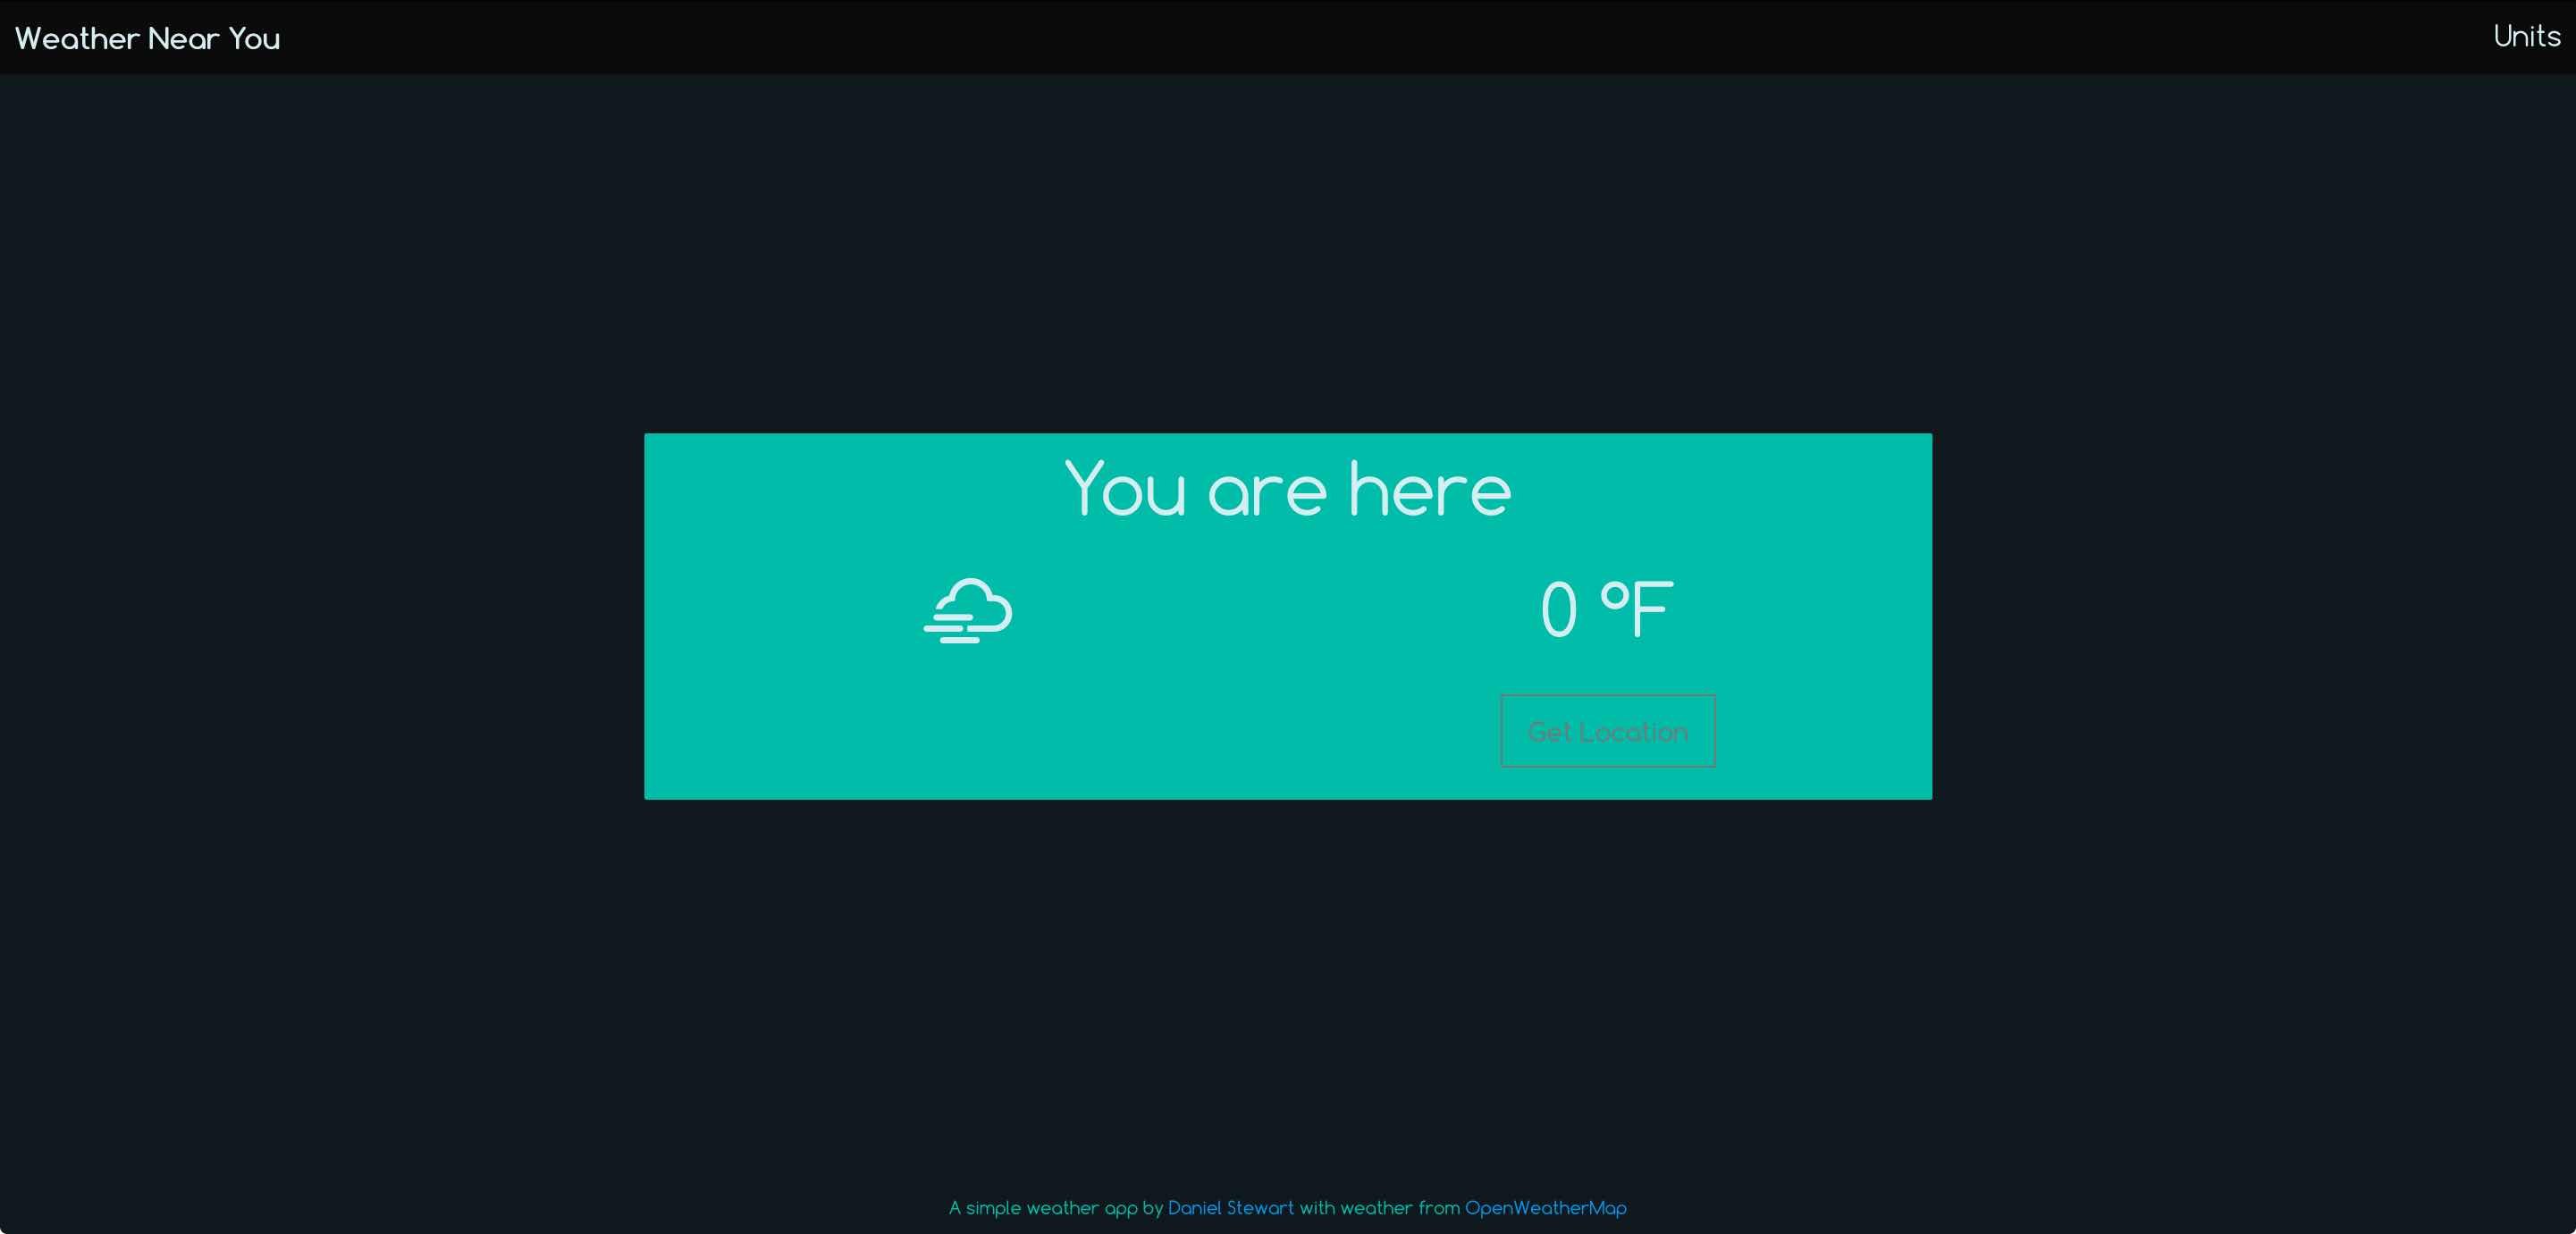 Weather Near You
Units
You are here
0 °F
Get Location
A simple weather app by Daniel Stewart with weather from OpenWeatherMap